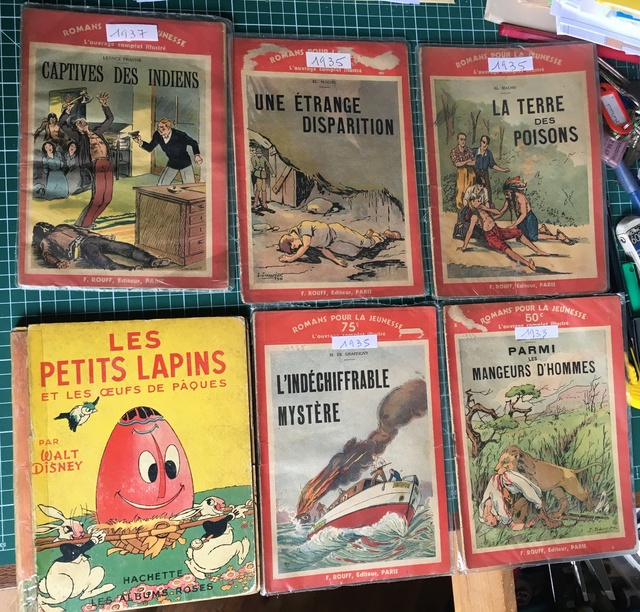 ROMANS POUR LA JEUNESSE
1937
L'ouvrage complet illustré
CAPTIVES DES INDIENS
F. ROUFF, Éditeur, PARIS
ROMANS POUR LA
1935
L'ouvrage complet illustré
UNE ÉTRANGE
DISPARITION
F. ROUFF, Éditeur, PARIS
ROMANS POUR LA JEUNESSE
1935
L'ouvrage complet illustré
LA TERRE
DES
POISONS
F. ROUFF, Éditeur, PARIS
LES
PETITS LAPINS
ET LES ŒUFS DE PÂQUES
PAR
WALT
DISNEY
HACHETTE
LES ALBUMS ROSES
ROMANS POUR LA JEUNESSE
75c
L'ouvrage complet illustré
1935
H. DE GRAFFIGNY
L'INDÉCHIFFRABLE
MYSTÈRE
F. ROUFF, Éditeur, PARIS
ROMANS POUR LA JEUNESSE
50c
L'ouvrage complet illustré
1933
PARMI
LES
MANGEURS D'HOMMES
F. ROUFF, Éditeur, PARIS